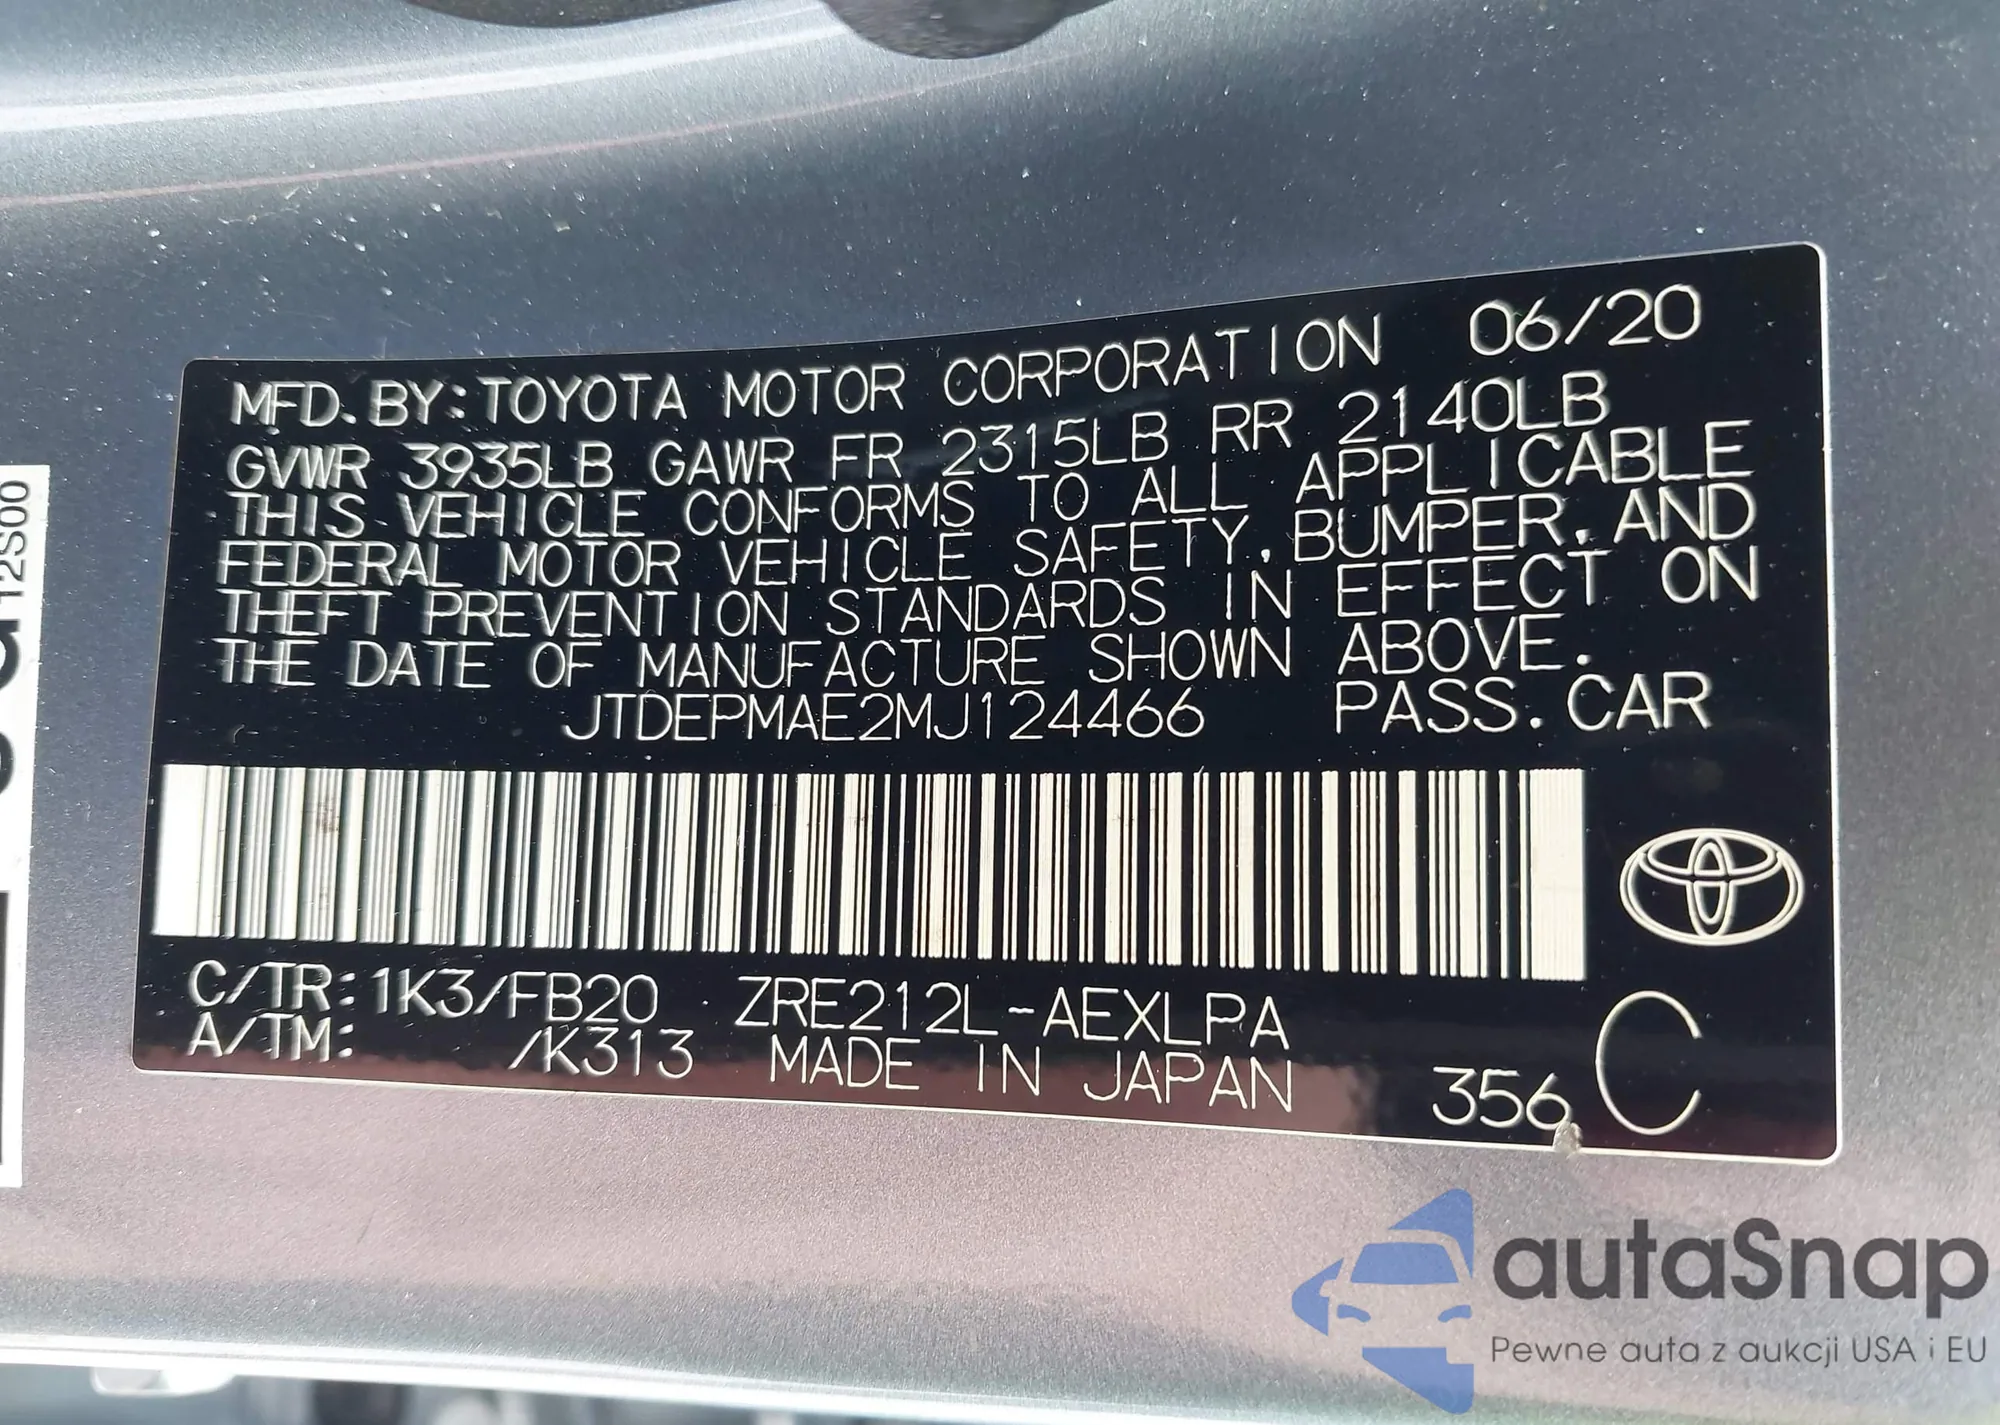 MFD. BY: TOYOTA MOTOR CORPORATION 06/20
GVWR 3935LB GAWR FR 2315LB RR 2140LB
THIS VEHICLE CONFORMS TO ALL APPLICABLE
FEDERAL MOTOR VEHICLE SAFETY, BUMPER, AND
THEFT PREVENTION STANDARDS IN EFFECT ON
THE DATE OF MANUFACTURE SHOWN ABOVE.
JTDEPMAE2MJ124466 PASS. CAR
C/TR: 1K3/FB20 ZRE212L-AEXLPA
A/TM: /K313 MADE IN JAPAN 356 C
autaSnap
Pewne auta z aukcji USA i EU